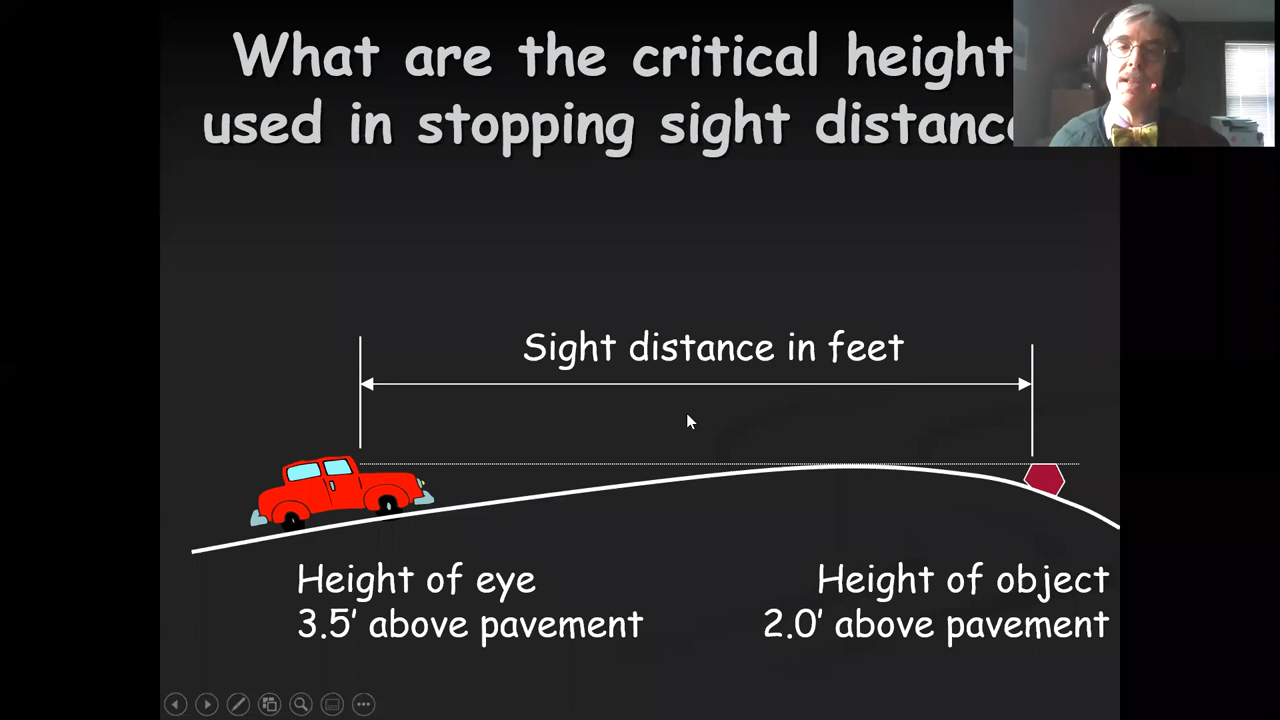 What are the critical height
used in stopping sight distanc
Sight distance in feet
Height of eye
3.5' above pavement
Height of object
2.0' above pavement